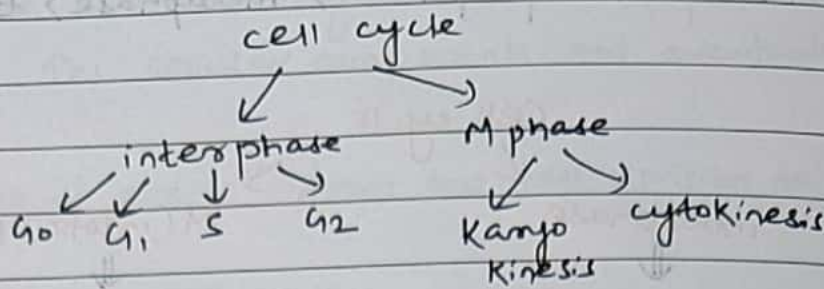 cell cycle
interphase M phase
G0 G1 S G2 Karyo cytokinesis
Kinesis